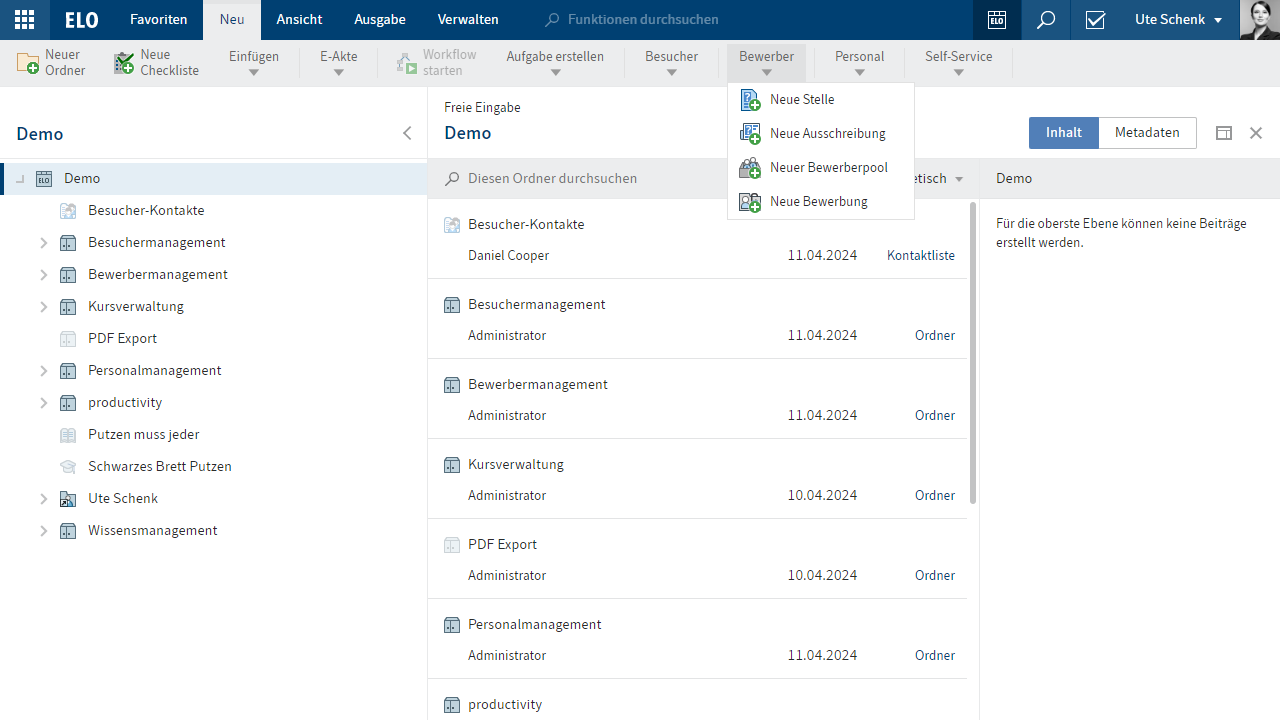 ELO Favoriten Neu Ansicht Ausgabe Verwalten Funktionen durchsuchen ELO Ute Schenk
Neuer Ordner
Neue Checkliste
Einfügen
E-Akte
Workflow starten
Aufgabe erstellen
Besucher
Bewerber
Personal
Self-Service
Neue Stelle
Neue Ausschreibung
Neuer Bewerberpool
Neue Bewerbung
Demo
ELO Demo
Besucher-Kontakte
Besuchermanagement
Bewerbermanagement
Kursverwaltung
PDF Export
Personalmanagement
productivity
Putzen muss jeder
Schwarzes Brett Putzen
Ute Schenk
Wissensmanagement
Freie Eingabe
Demo
Inhalt Metadaten
Diesen Ordner durchsuchen
Besucher-Kontakte
Daniel Cooper 11.04.2024 Kontaktliste
Besuchermanagement
Administrator 11.04.2024 Ordner
Bewerbermanagement
Administrator 11.04.2024 Ordner
Kursverwaltung
Administrator 10.04.2024 Ordner
PDF Export
Administrator 10.04.2024 Ordner
Personalmanagement
Administrator 11.04.2024 Ordner
productivity
Demo
Für die oberste Ebene können keine Beiträge
erstellt werden.